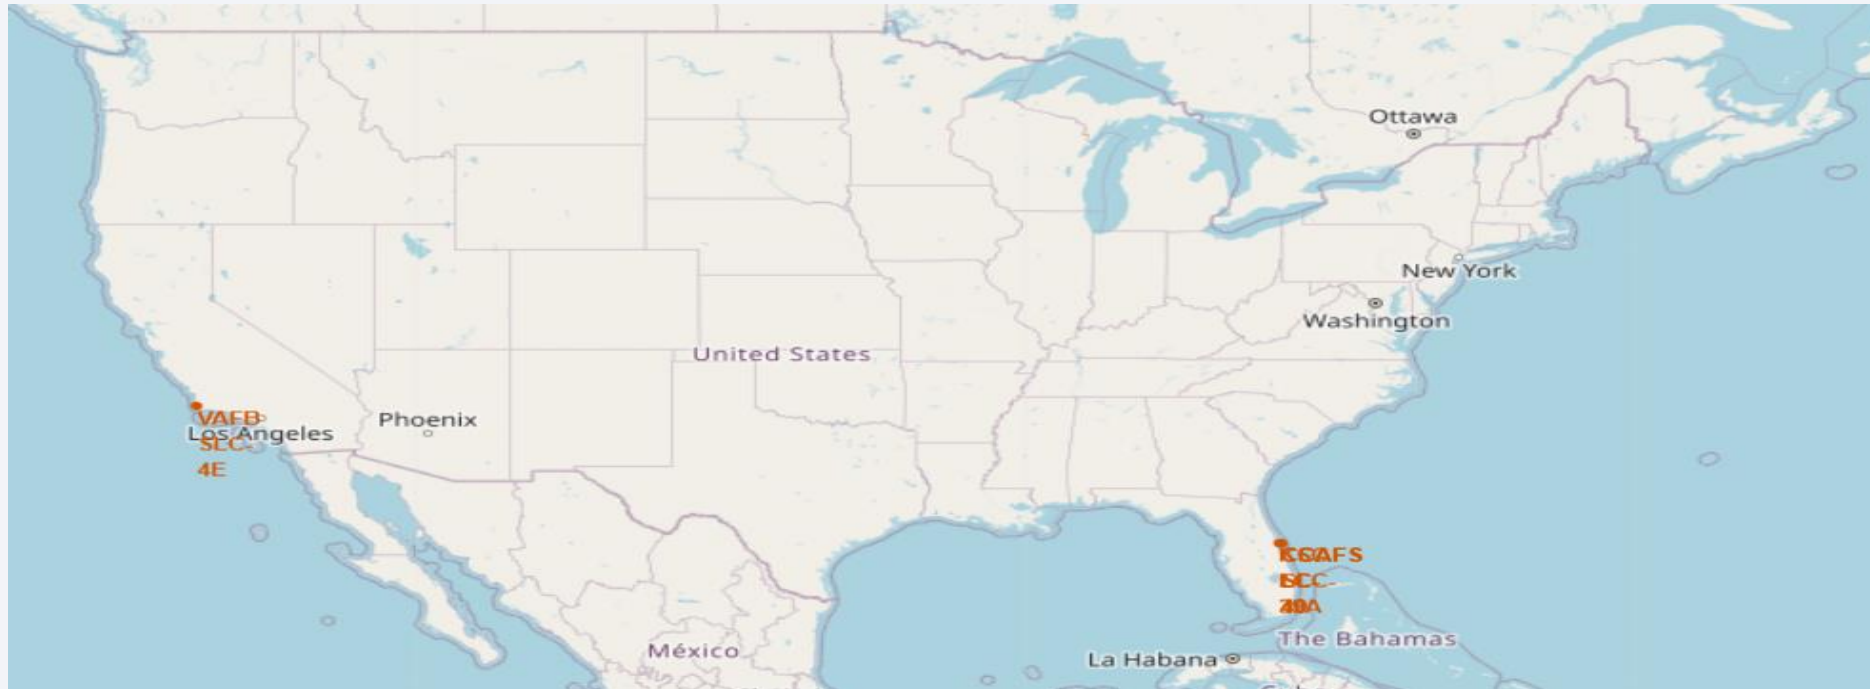 Ottawa
New York
Washington
United States
VAFB
SLC-
4E
Los Angeles
Phoenix
México
La Habana
The Bahamas